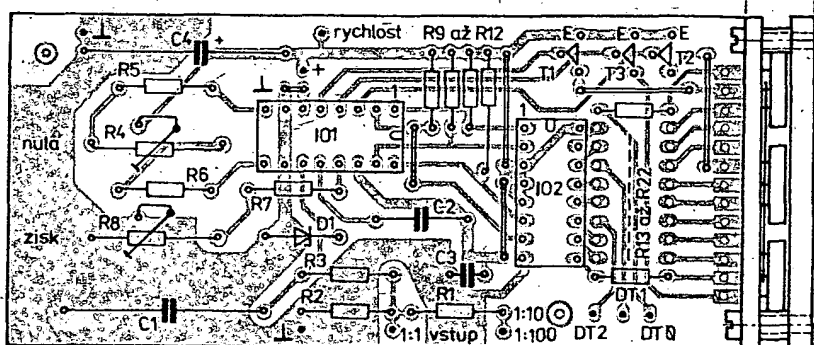 C4 + rychlost R9 až R12 E E E
R5 ⊥ + T1 T3 T2
R4 IO1 1 1
nula
R6 IO2 R13 až R22
R7
R8 C2
zisk D1
R3 C3
C1 R2 R1 1:10 DT1
⊥ 1:1 vstup 1:100 DT2 DT0